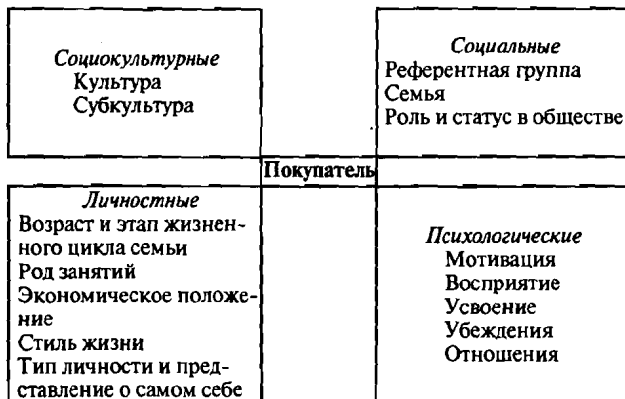 Социокультурные
Культура
Субкультура
Социальные
Референтная группа
Семья
Роль и статус в обществе
Покупатель
Личностные
Возраст и этап жизнен-
ного цикла семьи
Род занятий
Экономическое положе-
ние
Стиль жизни
Тип личности и пред-
ставление о самом себе
Психологические
Мотивация
Восприятие
Усвоение
Убеждения
Отношения